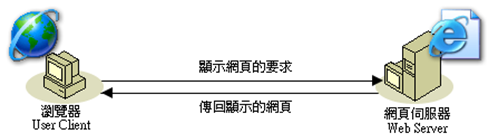 顯示網頁的要求
傳回顯示的網頁
瀏覽器
User Client
網頁伺服器
Web Server